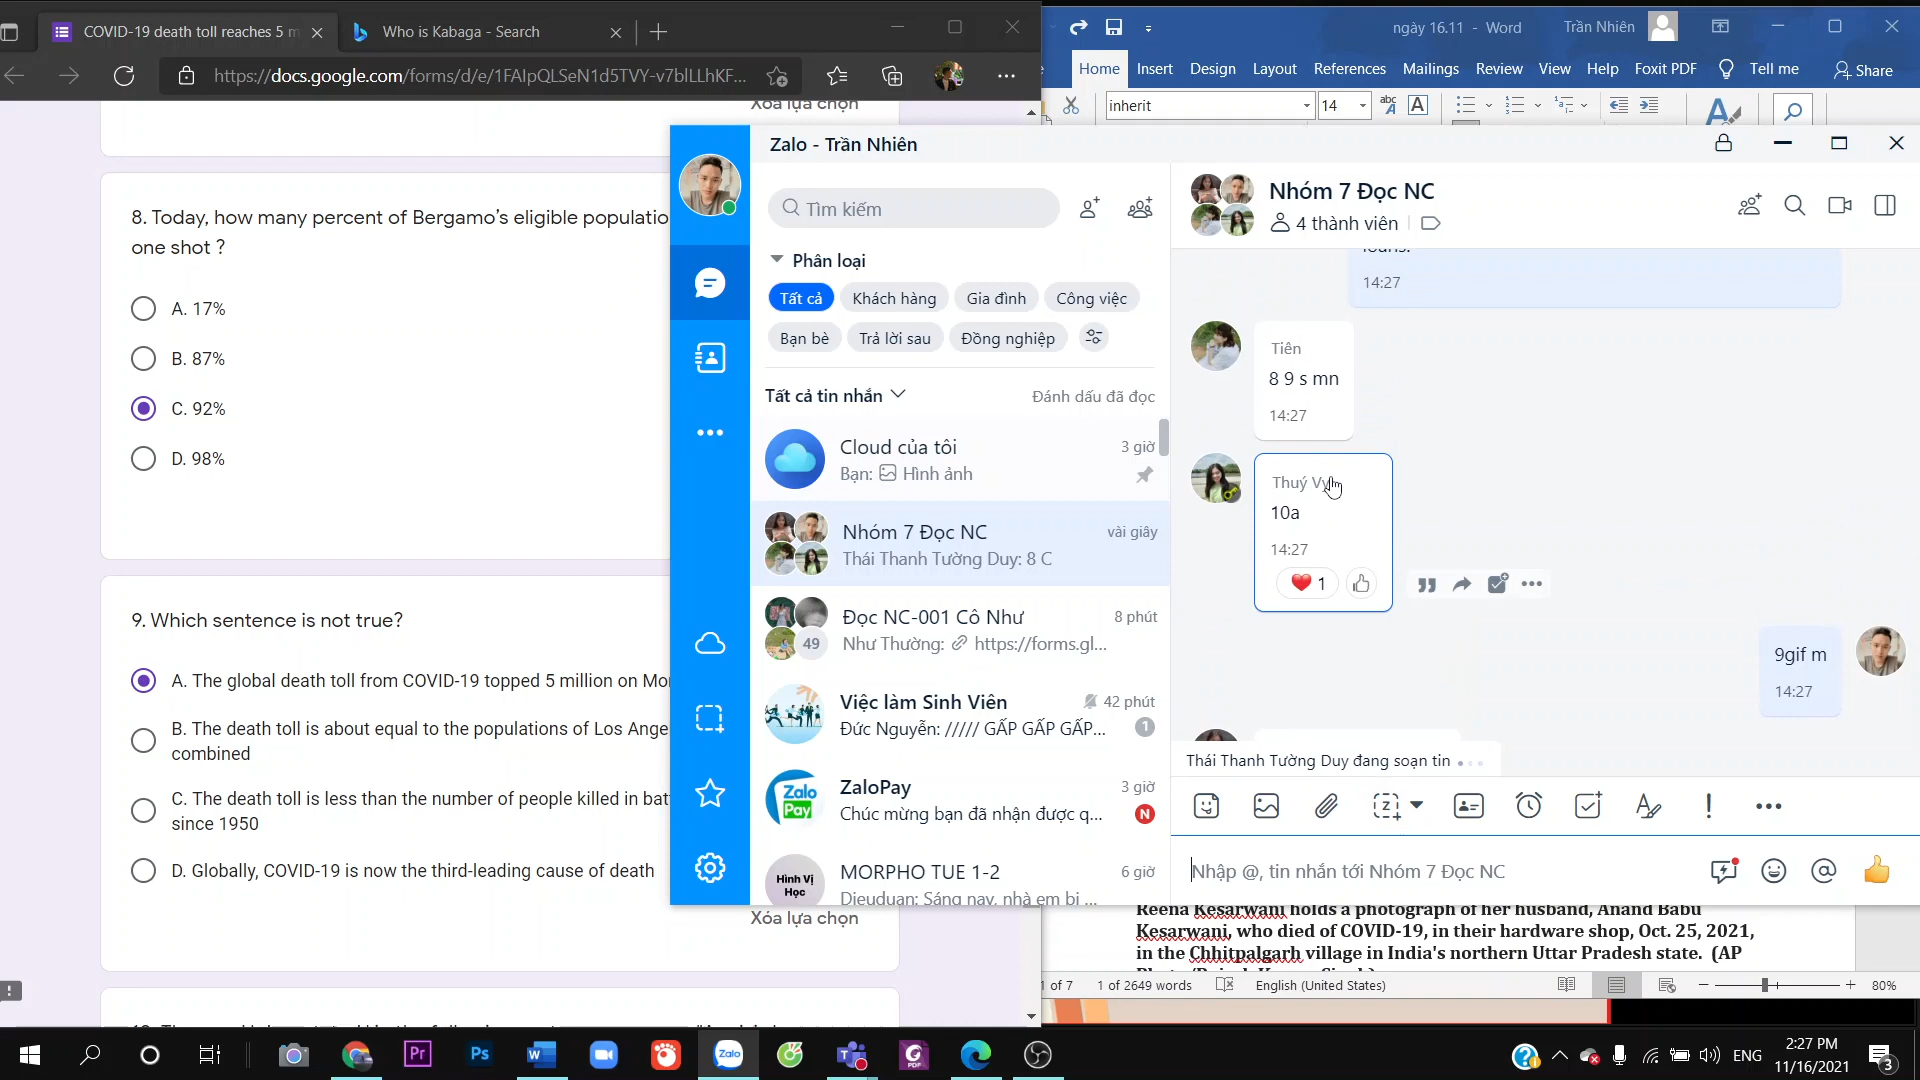 COVID-19 death toll reaches 5 m
Who is Kabaga - Search
https://docs.google.com/forms/d/e/1FAIpQLSeN1d5TVY-v7blLLhKF...
Xóa lựa chọn
8. Today, how many percent of Bergamo's eligible populatio
one shot ?
A. 17%
B. 87%
C. 92%
D. 98%
9. Which sentence is not true?
A. The global death toll from COVID-19 topped 5 million on Mo
B. The death toll is about equal to the populations of Los Ange
combined
C. The death toll is less than the number of people killed in bat
since 1950
D. Globally, COVID-19 is now the third-leading cause of death
Xóa lựa chọn
ngày 16.11 - Word
Trần Nhiên
Home Insert Design Layout References Mailings Review View Help Foxit PDF Tell me Share
inherit 14
Zalo - Trần Nhiên
Tìm kiếm
Phân loại
Tất cả Khách hàng Gia đình Công việc
Bạn bè Trả lời sau Đồng nghiệp
Tất cả tin nhắn Đánh dấu đã đọc
Cloud của tôi 3 giờ
Bạn: Hình ảnh
Nhóm 7 Đọc NC vài giây
Thái Thanh Tường Duy: 8 C
Đọc NC-001 Cô Như 8 phút
49 Như Thường: https://forms.gl...
Việc làm Sinh Viên 42 phút
Đức Nguyễn: ///// GẤP GẤP GẤP... 1
ZaloPay 3 giờ
Zalo Pay
Chúc mừng bạn đã nhận được q... N
MORPHO TUE 1-2 6 giờ
Hình Vị Học
Dieuduan: Sáng nay, nhà em bị ...
Nhóm 7 Đọc NC
4 thành viên
14:27
Tiên
8 9 s mn
14:27
Thuý Vy
10a
14:27
1
9gif m
14:27
Thái Thanh Tường Duy đang soạn tin
Nhập @, tin nhắn tới Nhóm 7 Đọc NC
Reena Kesarwani holds a photograph of her husband, Anand Babu
Kesarwani, who died of COVID-19, in their hardware shop, Oct. 25, 2021,
in the Chhitpalgarh village in India's northern Uttar Pradesh state. (AP
1 of 7 1 of 2649 words English (United States) 80%
Pr Ps Zalo
ENG
2:27 PM
11/16/2021
3